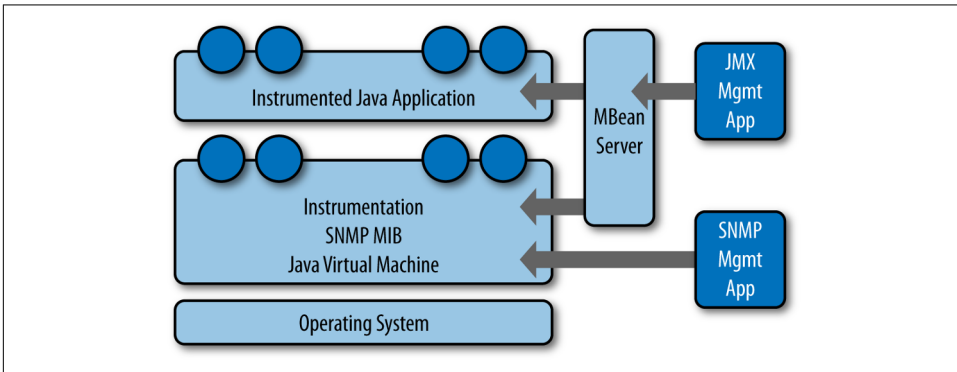 Instrumented Java Application
MBean
Server
JMX
Mgmt
App
Instrumentation
SNMP MIB
Java Virtual Machine
SNMP
Mgmt
App
Operating System